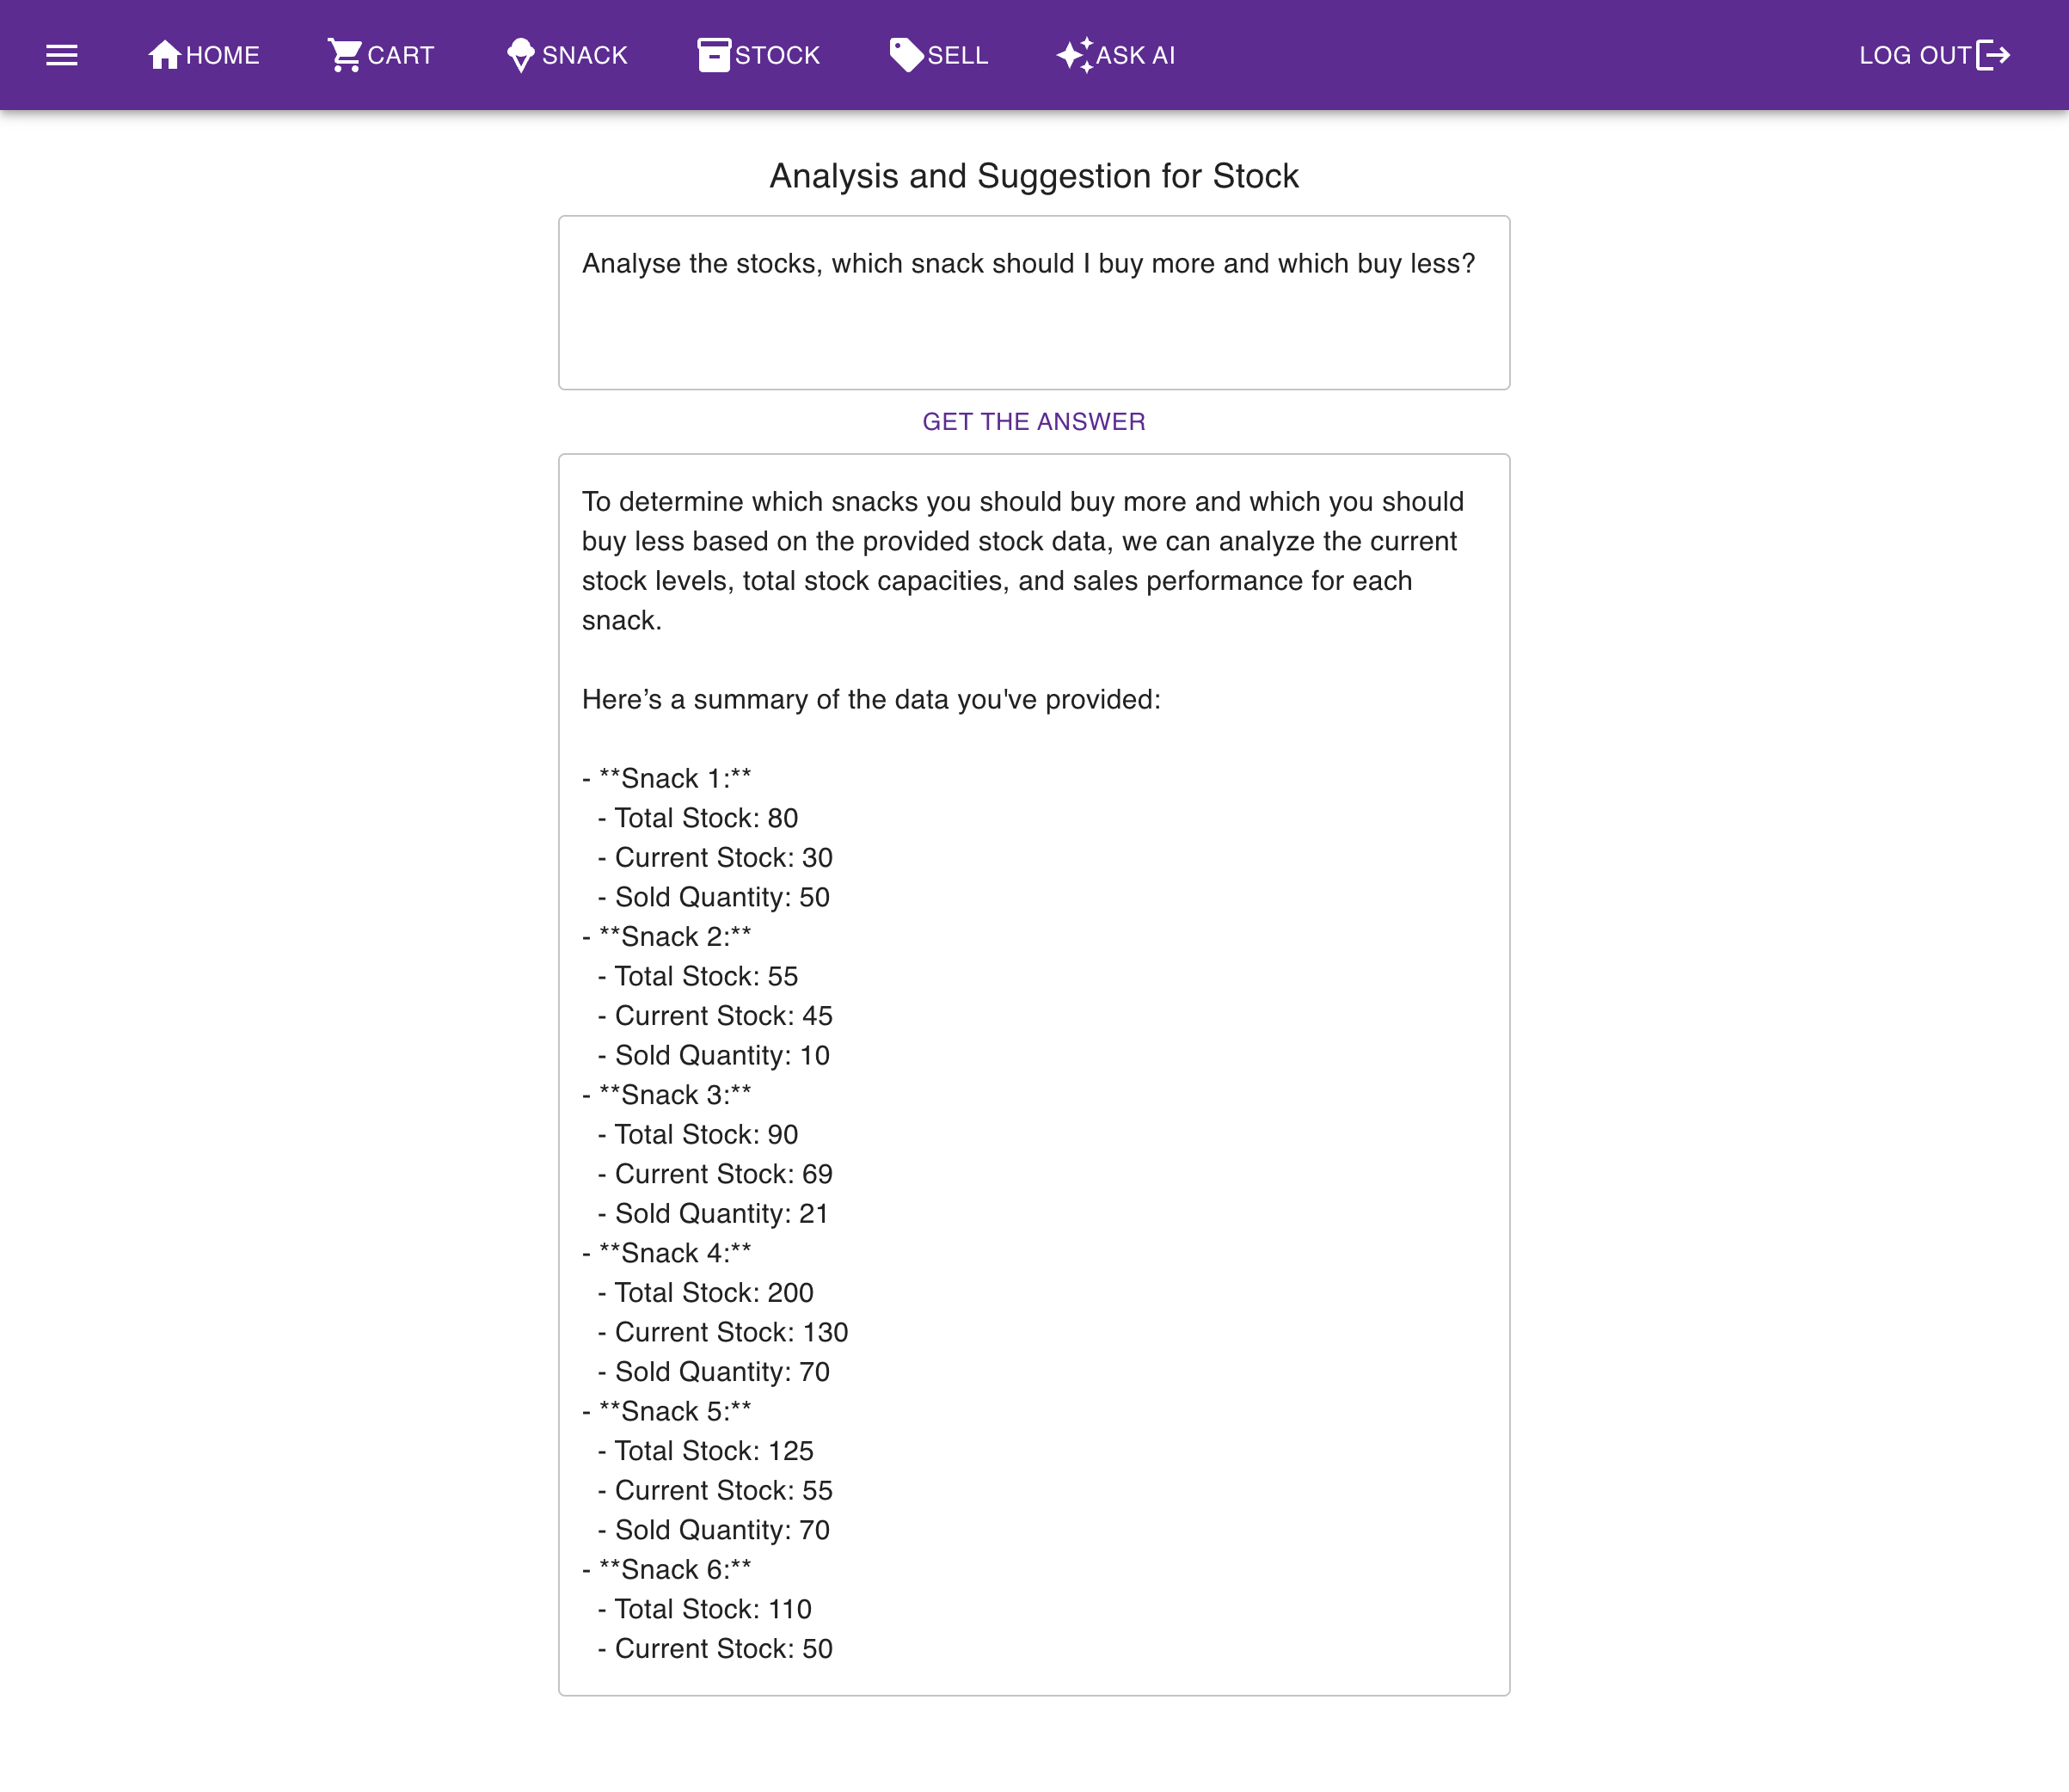 HOME CART SNACK STOCK SELL ASK AI LOG OUT
Analysis and Suggestion for Stock
Analyse the stocks, which snack should I buy more and which buy less?
GET THE ANSWER
To determine which snacks you should buy more and which you should
buy less based on the provided stock data, we can analyze the current
stock levels, total stock capacities, and sales performance for each
snack.
Here’s a summary of the data you've provided:
- **Snack 1:**
- Total Stock: 80
- Current Stock: 30
- Sold Quantity: 50
- **Snack 2:**
- Total Stock: 55
- Current Stock: 45
- Sold Quantity: 10
- **Snack 3:**
- Total Stock: 90
- Current Stock: 69
- Sold Quantity: 21
- **Snack 4:**
- Total Stock: 200
- Current Stock: 130
- Sold Quantity: 70
- **Snack 5:**
- Total Stock: 125
- Current Stock: 55
- Sold Quantity: 70
- **Snack 6:**
- Total Stock: 110
- Current Stock: 50